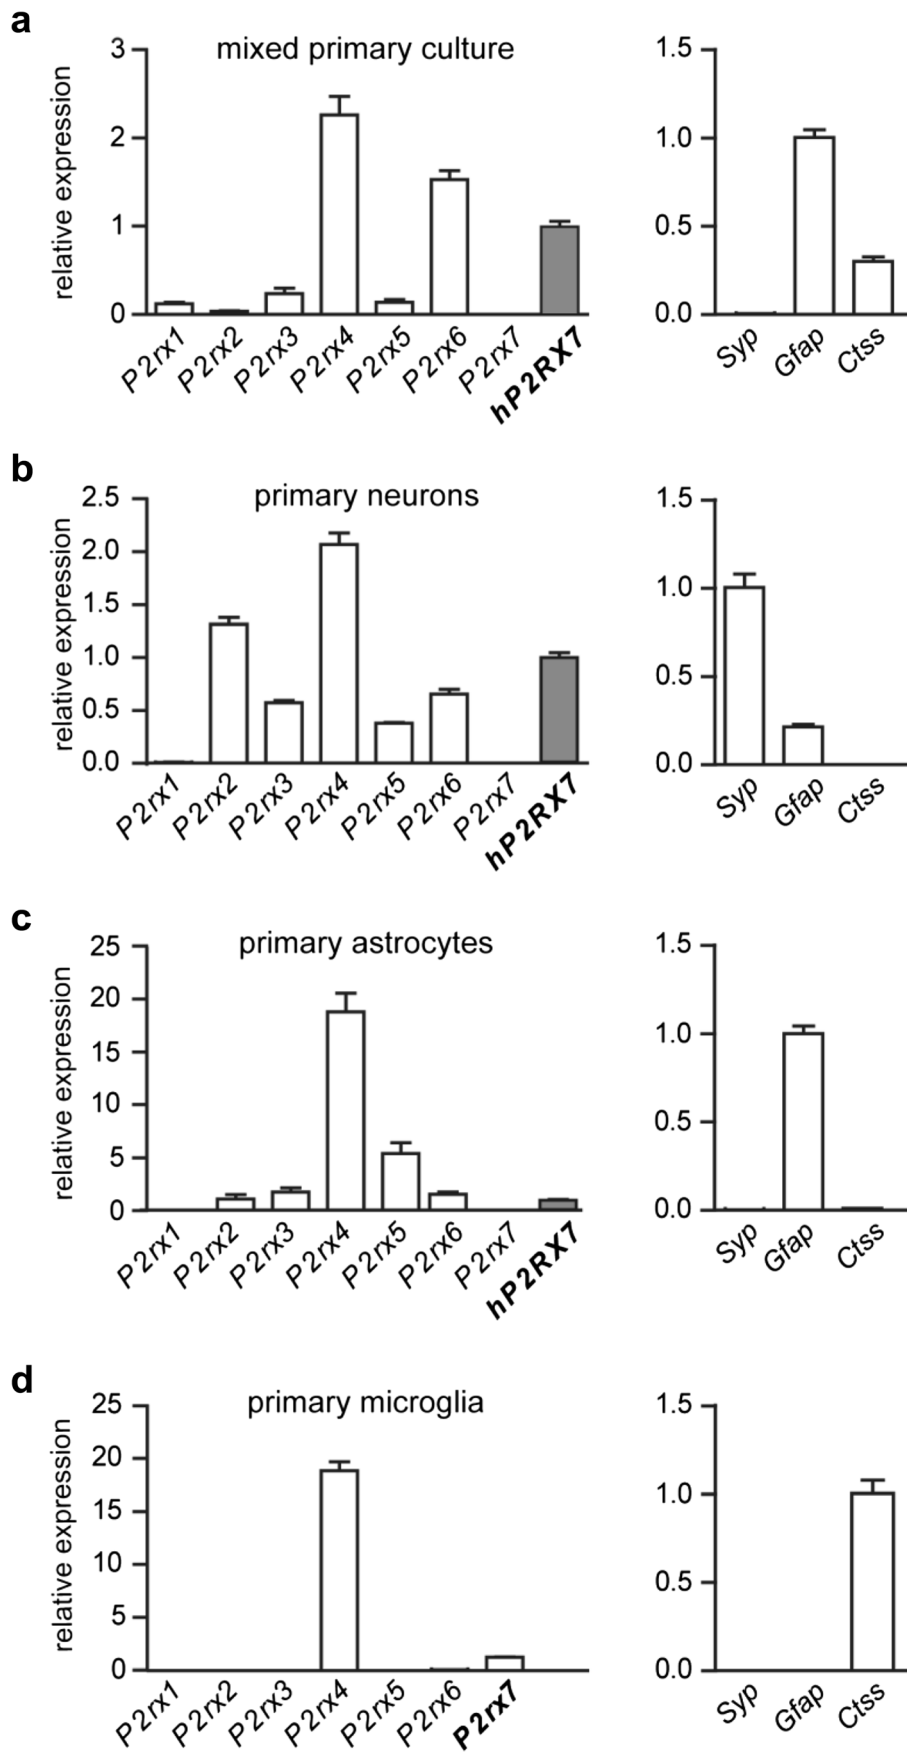 a
mixed primary culture
relative expression
3
2
1
0
P2rx1 P2rx2 P2rx3 P2rx4 P2rx5 P2rx6 P2rx7 hP2RX7
1.5
1.0
0.5
0.0
Syp Gfap Ctss
b
primary neurons
relative expression
2.5
2.0
1.5
1.0
0.5
0.0
P2rx1 P2rx2 P2rx3 P2rx4 P2rx5 P2rx6 P2rx7 hP2RX7
1.5
1.0
0.5
0.0
Syp Gfap Ctss
c
primary astrocytes
relative expression
25
20
15
10
5
0
P2rx1 P2rx2 P2rx3 P2rx4 P2rx5 P2rx6 P2rx7 hP2RX7
1.5
1.0
0.5
0.0
Syp Gfap Ctss
d
primary microglia
relative expression
25
20
15
10
5
0
P2rx1 P2rx2 P2rx3 P2rx4 P2rx5 P2rx6 P2rx7
1.5
1.0
0.5
0.0
Syp Gfap Ctss